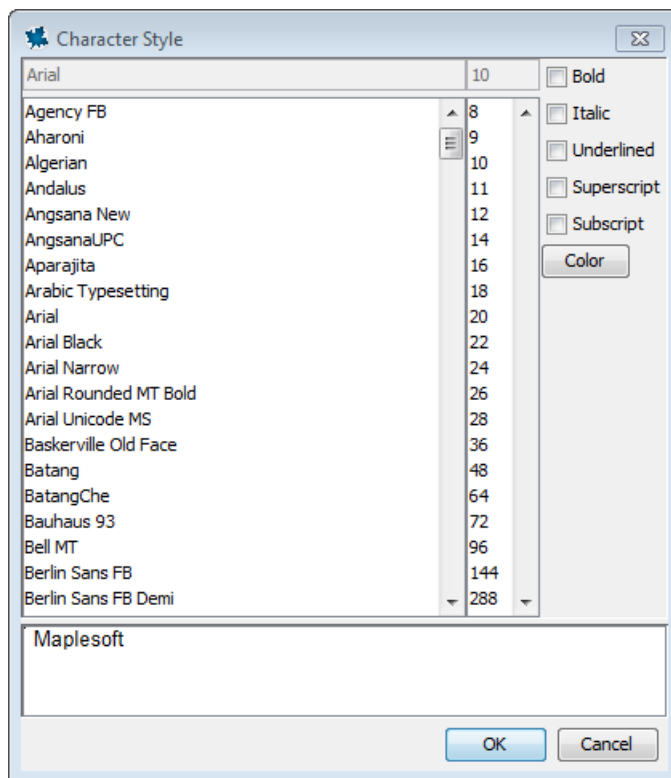 Character Style
Arial 10 Bold
Agency FB 8 Italic
Aharoni 9
Algerian 10 Underlined
Andalus 11 Superscript
Angsana New 12 Subscript
AngsanaUPC 14
Aparajita 16 Color
Arabic Typesetting 18
Arial 20
Arial Black 22
Arial Narrow 24
Arial Rounded MT Bold 26
Arial Unicode MS 28
Baskerville Old Face 36
Batang 48
BatangChe 64
Bauhaus 93 72
Bell MT 96
Berlin Sans FB 144
Berlin Sans FB Demi 288
Maplesoft
OK Cancel